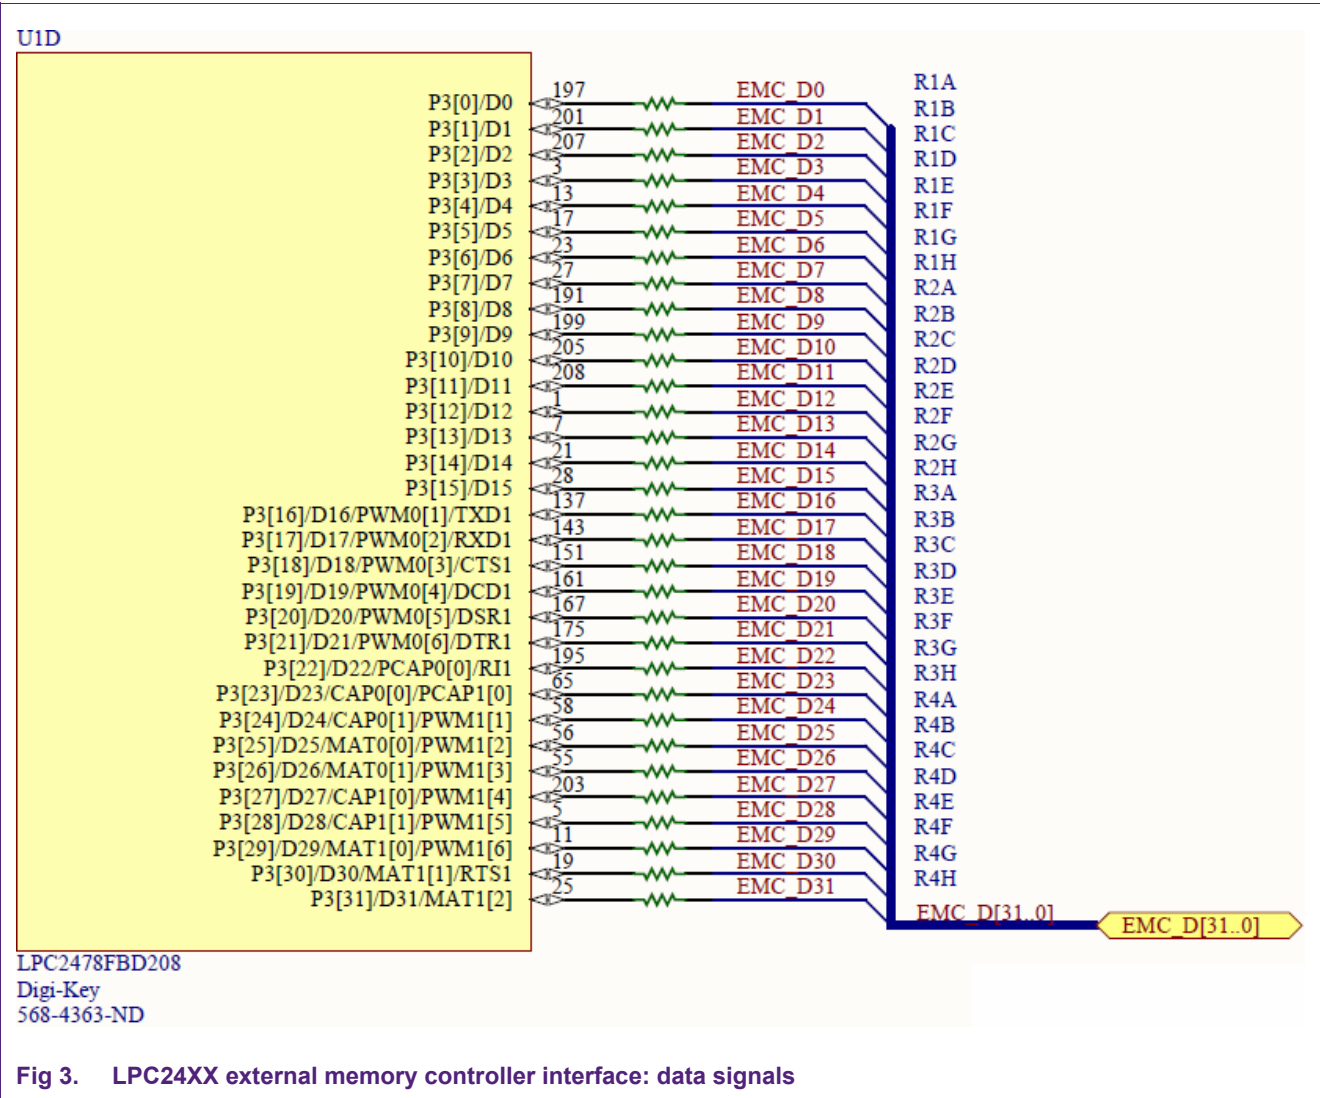 U1D
P3[0]/D0 197 EMC_D0 R1A
P3[1]/D1 201 EMC_D1 R1B
P3[2]/D2 207 EMC_D2 R1C
P3[3]/D3 3 EMC_D3 R1D
P3[4]/D4 13 EMC_D4 R1E
P3[5]/D5 17 EMC_D5 R1F
P3[6]/D6 23 EMC_D6 R1G
P3[7]/D7 27 EMC_D7 R1H
P3[8]/D8 191 EMC_D8 R2A
P3[9]/D9 199 EMC_D9 R2B
P3[10]/D10 205 EMC_D10 R2C
P3[11]/D11 208 EMC_D11 R2D
P3[12]/D12 1 EMC_D12 R2E
P3[13]/D13 7 EMC_D13 R2F
P3[14]/D14 21 EMC_D14 R2G
P3[15]/D15 28 EMC_D15 R2H
P3[16]/D16/PWM0[1]/TXD1 137 EMC_D16 R3A
P3[17]/D17/PWM0[2]/RXD1 143 EMC_D17 R3B
P3[18]/D18/PWM0[3]/CTS1 151 EMC_D18 R3C
P3[19]/D19/PWM0[4]/DCD1 161 EMC_D19 R3D
P3[20]/D20/PWM0[5]/DSR1 167 EMC_D20 R3E
P3[21]/D21/PWM0[6]/DTR1 175 EMC_D21 R3F
P3[22]/D22/PCAP0[0]/RI1 195 EMC_D22 R3G
P3[23]/D23/CAP0[0]/PCAP1[0] 65 EMC_D23 R3H
P3[24]/D24/CAP0[1]/PWM1[1] 58 EMC_D24 R4A
P3[25]/D25/MAT0[0]/PWM1[2] 56 EMC_D25 R4B
P3[26]/D26/MAT0[1]/PWM1[3] 55 EMC_D26 R4C
P3[27]/D27/CAP1[0]/PWM1[4] 203 EMC_D27 R4D
P3[28]/D28/CAP1[1]/PWM1[5] 5 EMC_D28 R4E
P3[29]/D29/MAT1[0]/PWM1[6] 11 EMC_D29 R4F
P3[30]/D30/MAT1[1]/RTS1 19 EMC_D30 R4G
P3[31]/D31/MAT1[2] 25 EMC_D31 R4H
EMC_D[31..0] EMC_D[31..0]
LPC2478FBD208
Digi-Key
568-4363-ND
Fig 3. LPC24XX external memory controller interface: data signals